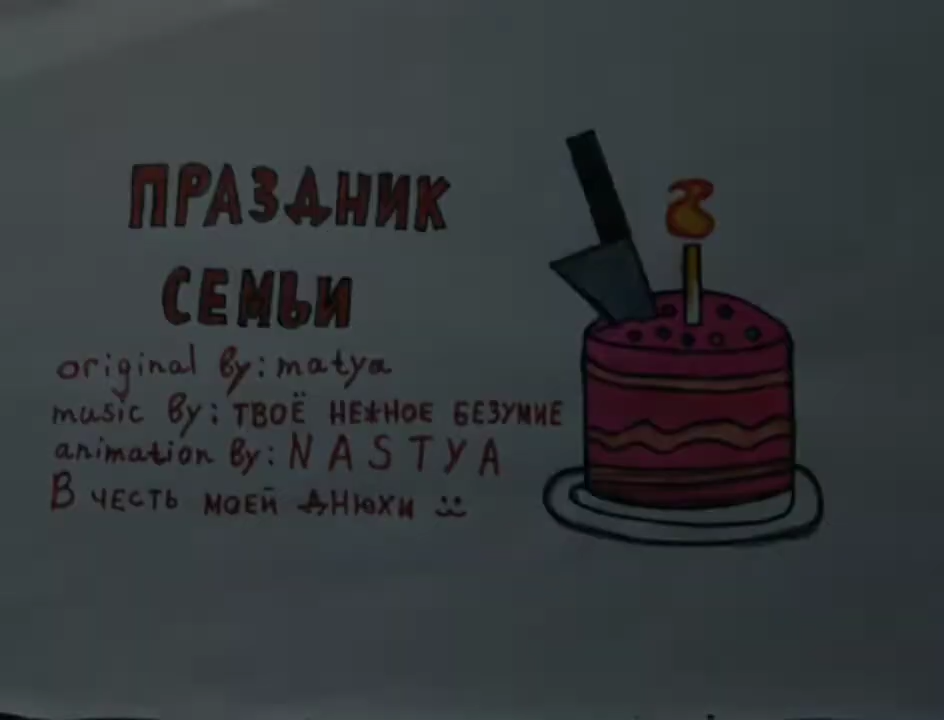 ПРАЗДНИК
СЕМЬИ
original by: matya
music by: ТВОЁ НЕЖНОЕ БЕЗУМИЕ
animation by: NASTYA
В ЧЕСТЬ МОЕЙ ДНЮХИ :)